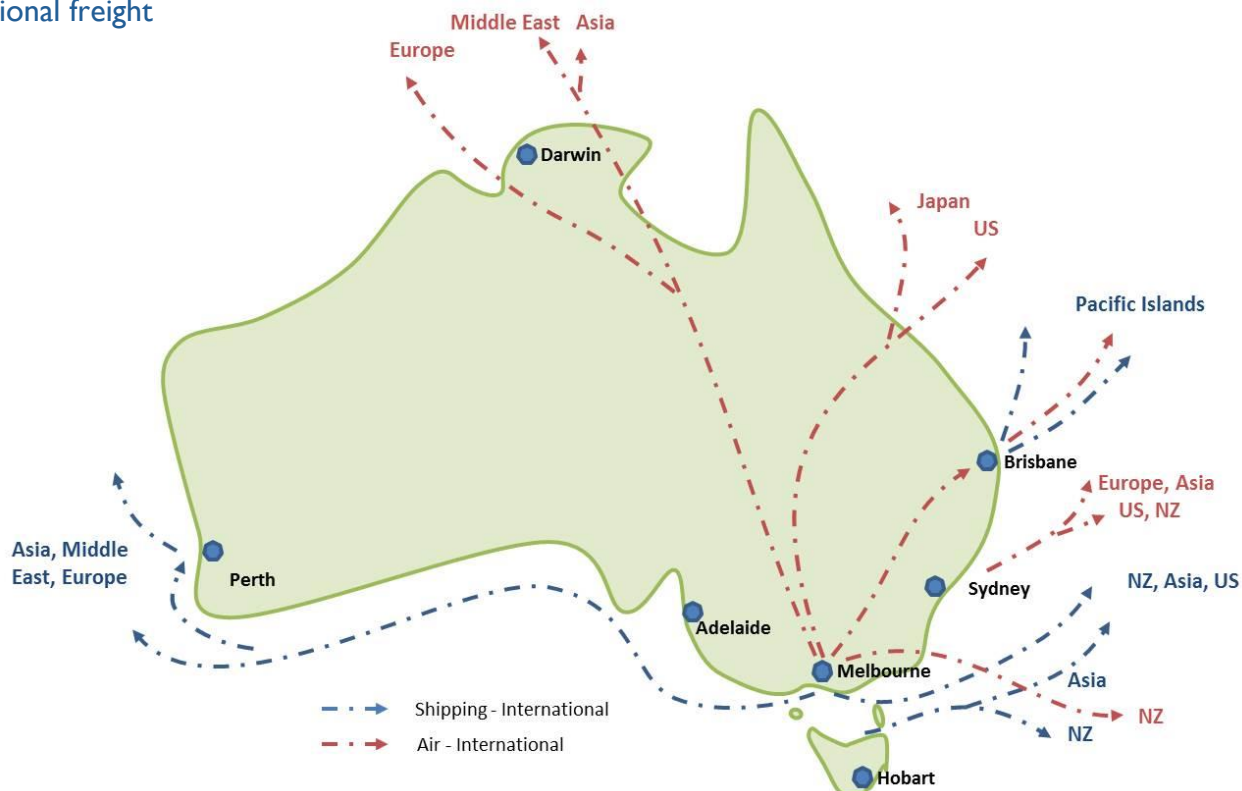 ional freight
Middle East Asia
Europe
Darwin
Japan
US
Pacific Islands
Brisbane
Europe, Asia
US, NZ
Asia, Middle
East, Europe
Perth
Sydney
NZ, Asia, US
Adelaide
Melbourne
Asia
Shipping - International
NZ
NZ
Air - International
Hobart